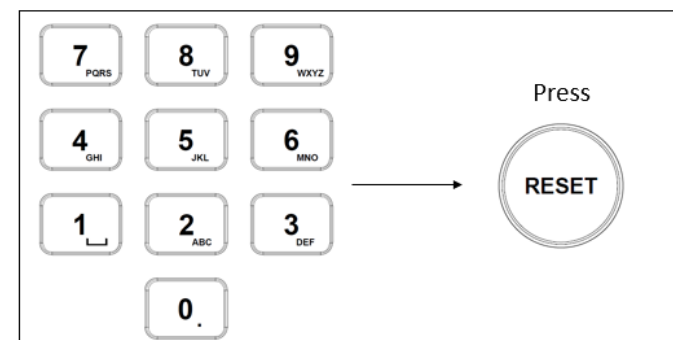 7 PQRS 8 TUV 9 WXYZ
Press
4 GHI 5 JKL 6 MNO
RESET
1 2 ABC 3 DEF
0 .